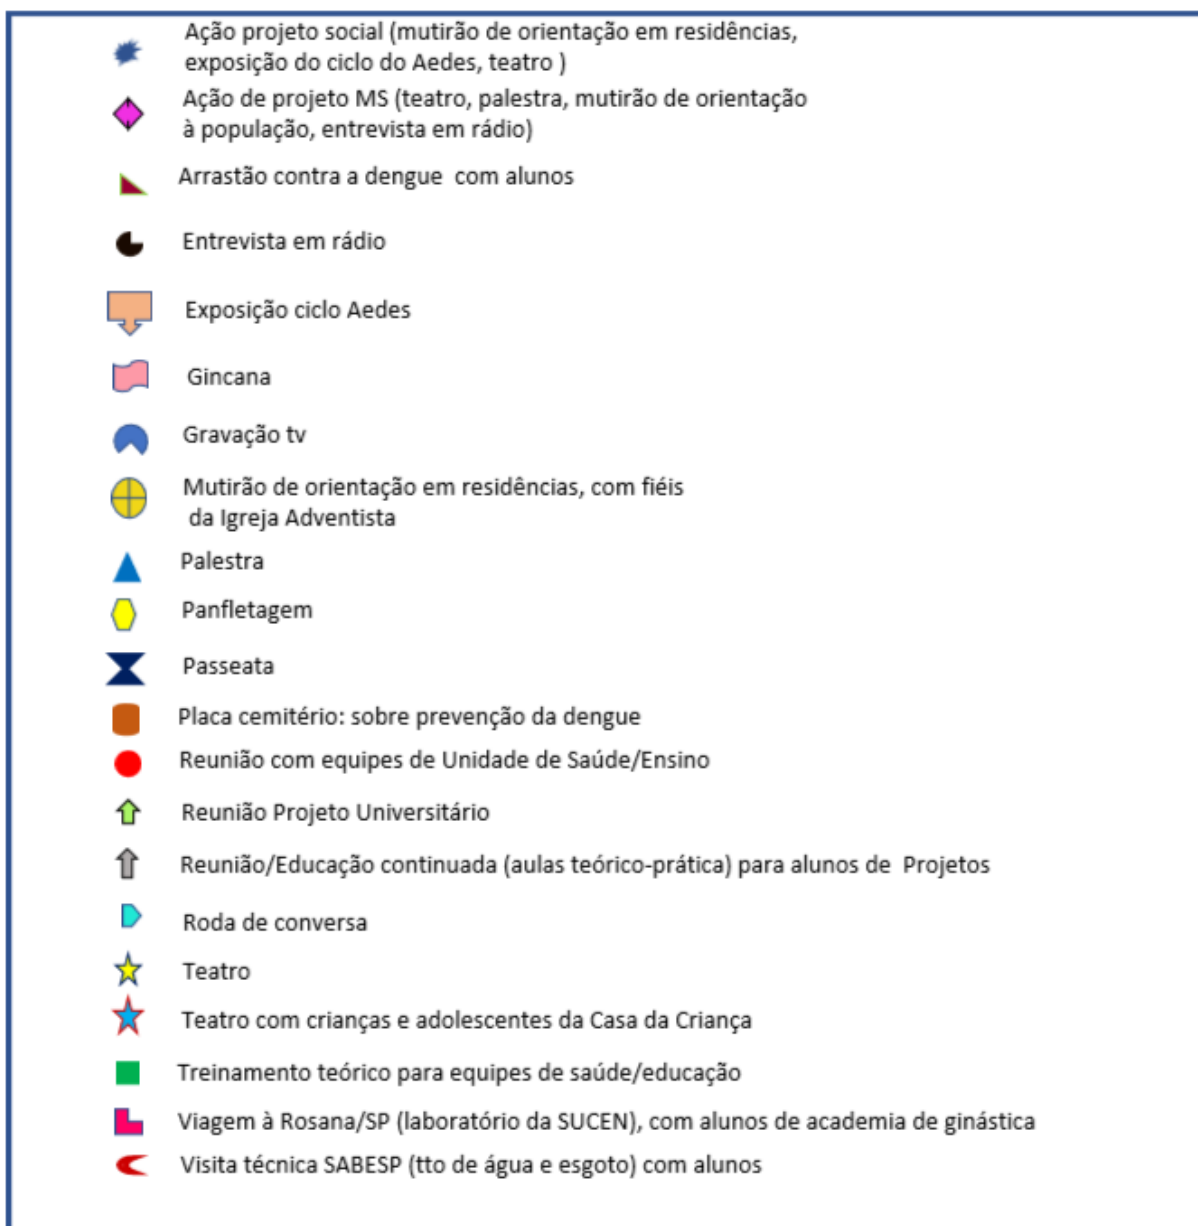 Ação projeto social (mutirão de orientação em residências,
exposição do ciclo do Aedes, teatro )
Ação de projeto MS (teatro, palestra, mutirão de orientação
à população, entrevista em rádio)
Arrastão contra a dengue com alunos
Entrevista em rádio
Exposição ciclo Aedes
Gincana
Gravação tv
Mutirão de orientação em residências, com fiéis
da Igreja Adventista
Palestra
Panfletagem
Passeata
Placa cemitério: sobre prevenção da dengue
Reunião com equipes de Unidade de Saúde/Ensino
Reunião Projeto Universitário
Reunião/Educação continuada (aulas teórico-prática) para alunos de Projetos
Roda de conversa
Teatro
Teatro com crianças e adolescentes da Casa da Criança
Treinamento teórico para equipes de saúde/educação
Viagem à Rosana/SP (laboratório da SUCEN), com alunos de academia de ginástica
Visita técnica SABESP (tto de água e esgoto) com alunos